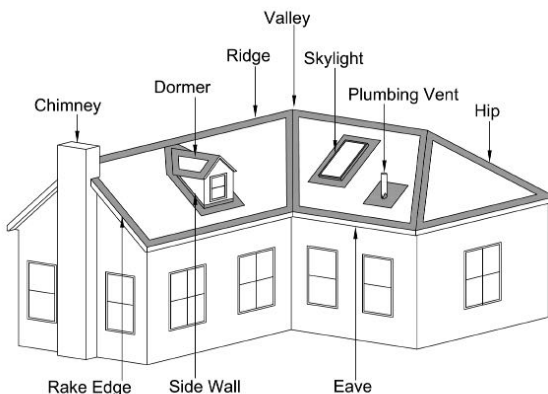 Valley
Ridge
Skylight
Dormer
Plumbing Vent
Chimney
Hip
Rake Edge
Side Wall
Eave